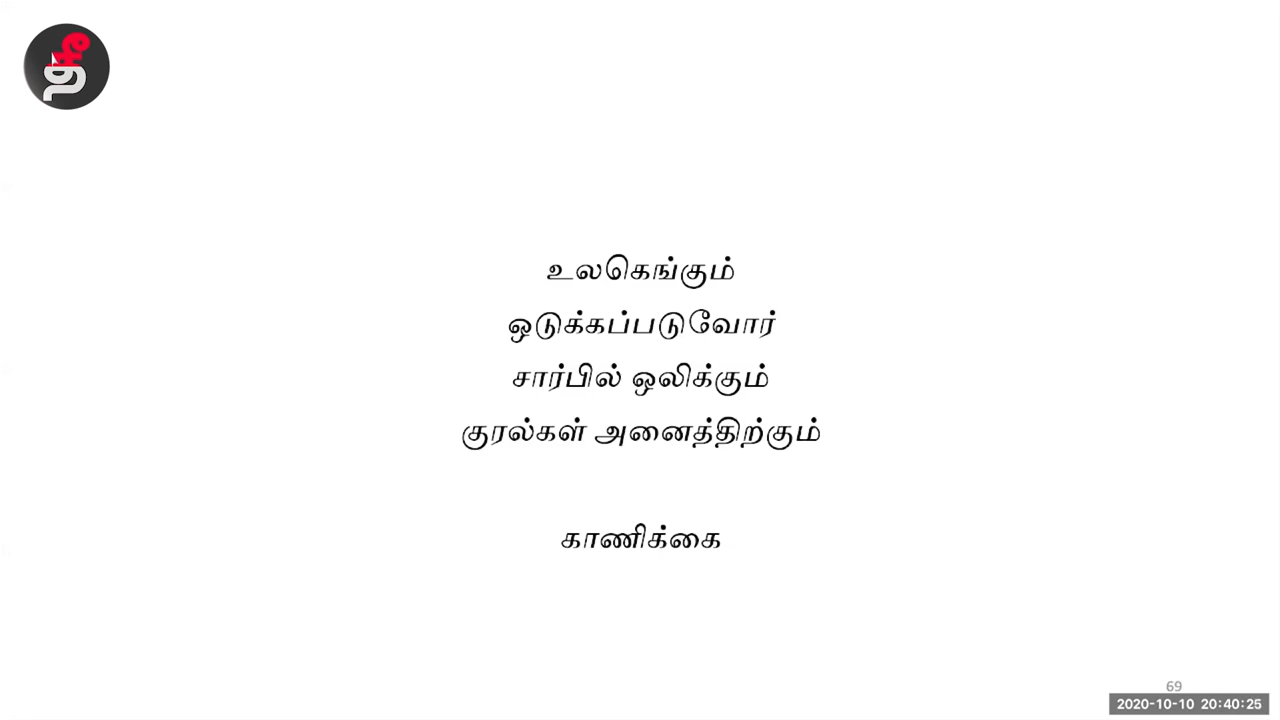 உலகெங்கும்
ஒடுக்கப்படுவோர்
சார்பில் ஒலிக்கும்
குரல்கள் அனைத்திற்கும்
காணிக்கை
69
2020-10-10 20:40:25